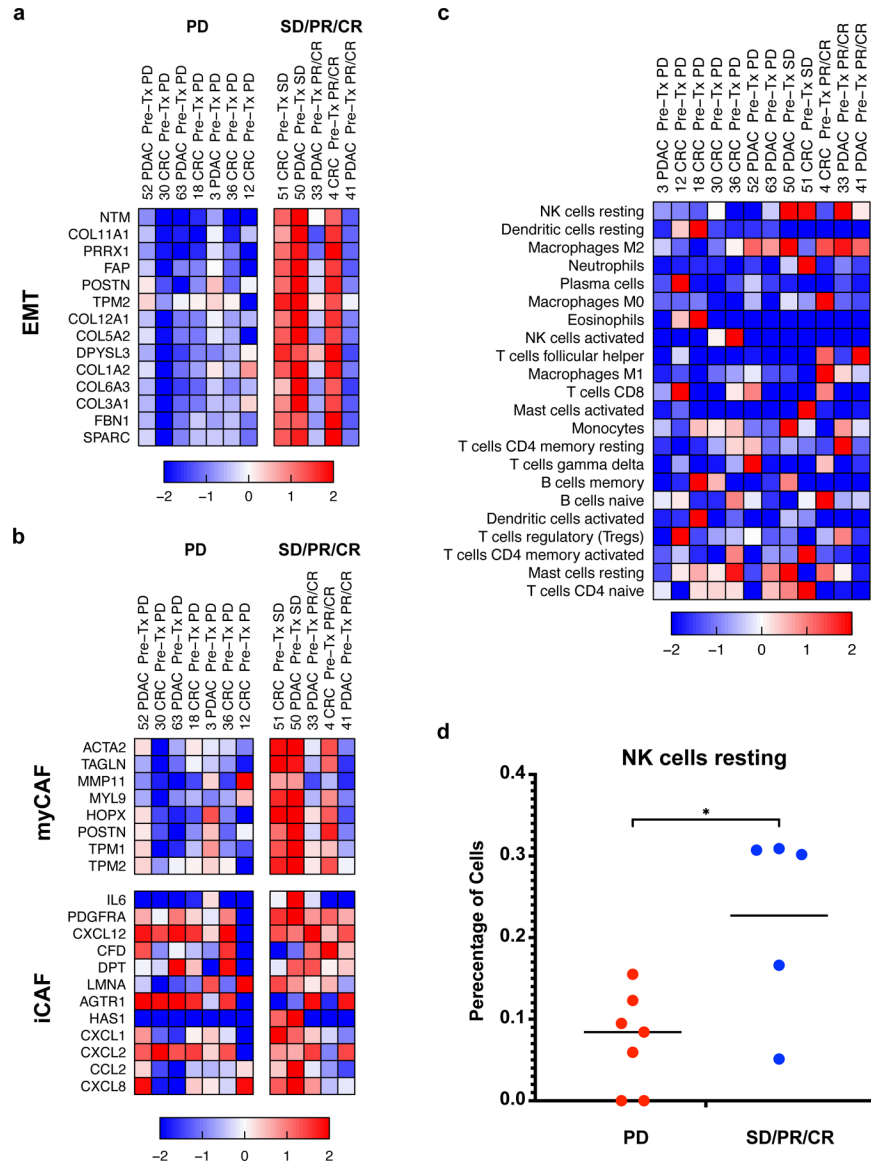 a
PD
SD/PR/CR
52 PDAC Pre-Tx PD
30 CRC Pre-Tx PD
63 PDAC Pre-Tx PD
18 CRC Pre-Tx PD
3 PDAC Pre-Tx PD
36 CRC Pre-Tx PD
12 CRC Pre-Tx PD
51 CRC Pre-Tx SD
50 PDAC Pre-Tx SD
33 PDAC Pre-Tx PR/CR
4 CRC Pre-Tx PR/CR
41 PDAC Pre-Tx PR/CR
EMT
NTM
COL11A1
PRRX1
FAP
POSTN
TPM2
COL12A1
COL5A2
DPYSL3
COL1A2
COL6A3
COL3A1
FBN1
SPARC
−2 −1 0 1 2
b
PD
SD/PR/CR
52 PDAC Pre-Tx PD
30 CRC Pre-Tx PD
63 PDAC Pre-Tx PD
18 CRC Pre-Tx PD
3 PDAC Pre-Tx PD
36 CRC Pre-Tx PD
12 CRC Pre-Tx PD
51 CRC Pre-Tx SD
50 PDAC Pre-Tx SD
33 PDAC Pre-Tx PR/CR
4 CRC Pre-Tx PR/CR
41 PDAC Pre-Tx PR/CR
myCAF
ACTA2
TAGLN
MMP11
MYL9
HOPX
POSTN
TPM1
TPM2
iCAF
IL6
PDGFRA
CXCL12
CFD
DPT
LMNA
AGTR1
HAS1
CXCL1
CXCL2
CCL2
CXCL8
−2 −1 0 1 2
c
3 PDAC Pre-Tx PD
12 CRC Pre-Tx PD
18 CRC Pre-Tx PD
30 CRC Pre-Tx PD
36 CRC Pre-Tx PD
52 PDAC Pre-Tx PD
63 PDAC Pre-Tx PD
50 PDAC Pre-Tx SD
51 CRC Pre-Tx SD
4 CRC Pre-Tx PR/CR
33 PDAC Pre-Tx PR/CR
41 PDAC Pre-Tx PR/CR
NK cells resting
Dendritic cells resting
Macrophages M2
Neutrophils
Plasma cells
Macrophages M0
Eosinophils
NK cells activated
T cells follicular helper
Macrophages M1
T cells CD8
Mast cells activated
Monocytes
T cells CD4 memory resting
T cells gamma delta
B cells memory
B cells naive
Dendritic cells activated
T cells regulatory (Tregs)
T cells CD4 memory activated
Mast cells resting
T cells CD4 naive
−2 −1 0 1 2
d
NK cells resting
Perecentage of Cells
0.4
0.3
0.2
0.1
0.0
*
PD
SD/PR/CR